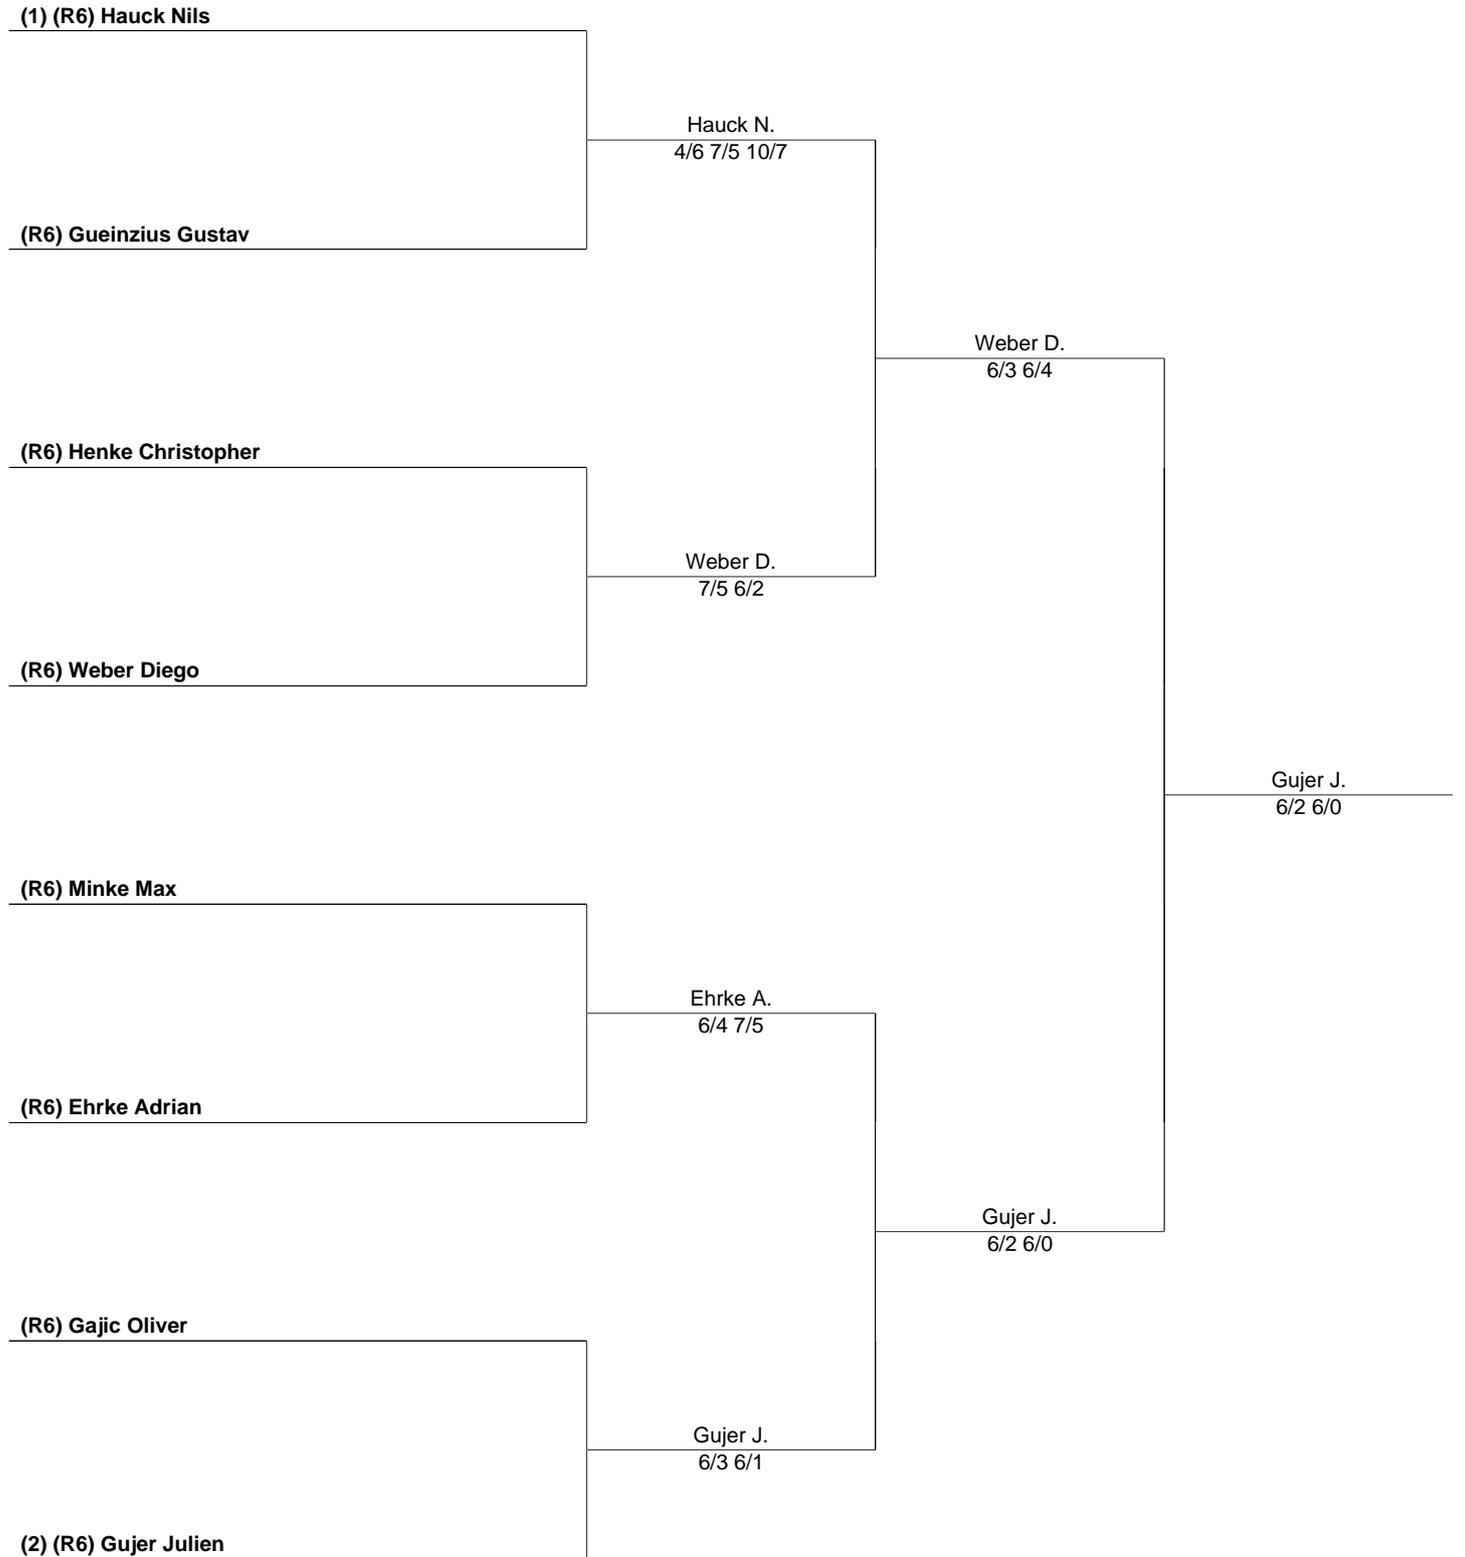 (1) (R6) Hauck Nils
Hauck N.
4/6 7/5 10/7
(R6) Gueinzius Gustav
Weber D.
6/3 6/4
(R6) Henke Christopher
Weber D.
7/5 6/2
(R6) Weber Diego
Gujer J.
6/2 6/0
(R6) Minke Max
Ehrke A.
6/4 7/5
(R6) Ehrke Adrian
Gujer J.
6/2 6/0
(R6) Gajic Oliver
Gujer J.
6/3 6/1
(2) (R6) Gujer Julien